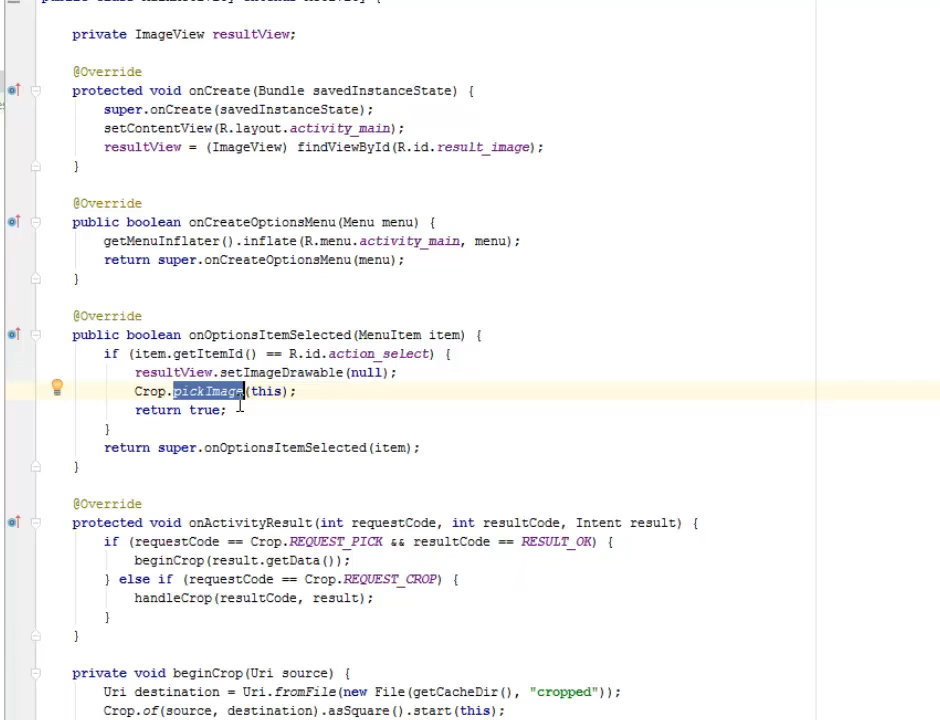 private ImageView resultView;
@Override
protected void onCreate(Bundle savedInstanceState) {
super.onCreate(savedInstanceState);
setContentView(R.layout.activity_main);
resultView = (ImageView) findViewById(R.id.result_image);
}
@Override
public boolean onCreateOptionsMenu(Menu menu) {
getMenuInflater().inflate(R.menu.activity_main, menu);
return super.onCreateOptionsMenu(menu);
}
@Override
public boolean onOptionsItemSelected(MenuItem item) {
if (item.getItemId() == R.id.action_select) {
resultView.setImageDrawable(null);
Crop.pickImage(this);
return true;
}
return super.onOptionsItemSelected(item);
}
@Override
protected void onActivityResult(int requestCode, int resultCode, Intent result) {
if (requestCode == Crop.REQUEST_PICK && resultCode == RESULT_OK) {
beginCrop(result.getData());
} else if (requestCode == Crop.REQUEST_CROP) {
handleCrop(resultCode, result);
}
}
private void beginCrop(Uri source) {
Uri destination = Uri.fromFile(new File(getCacheDir(), "cropped"));
Crop.of(source, destination).asSquare().start(this);